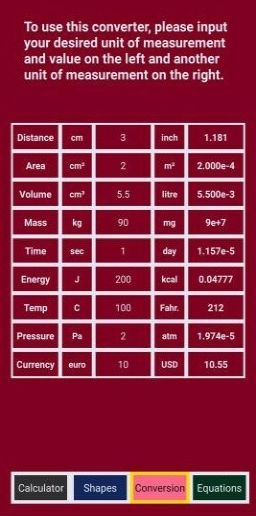 To use this converter, please input
your desired unit of measurement
and value on the left and another
unit of measurement on the right.
Distance cm 3 inch 1.181
Area cm² 2 m² 2.000e-4
Volume cm³ 5.5 litre 5.500e-3
Mass kg 90 mg 9e+7
Time sec 1 day 1.157e-5
Energy J 200 kcal 0.04777
Temp C 100 Fahr. 212
Pressure Pa 2 atm 1.974e-5
Currency euro 10 USD 10.55
Calculator Shapes Conversion Equations